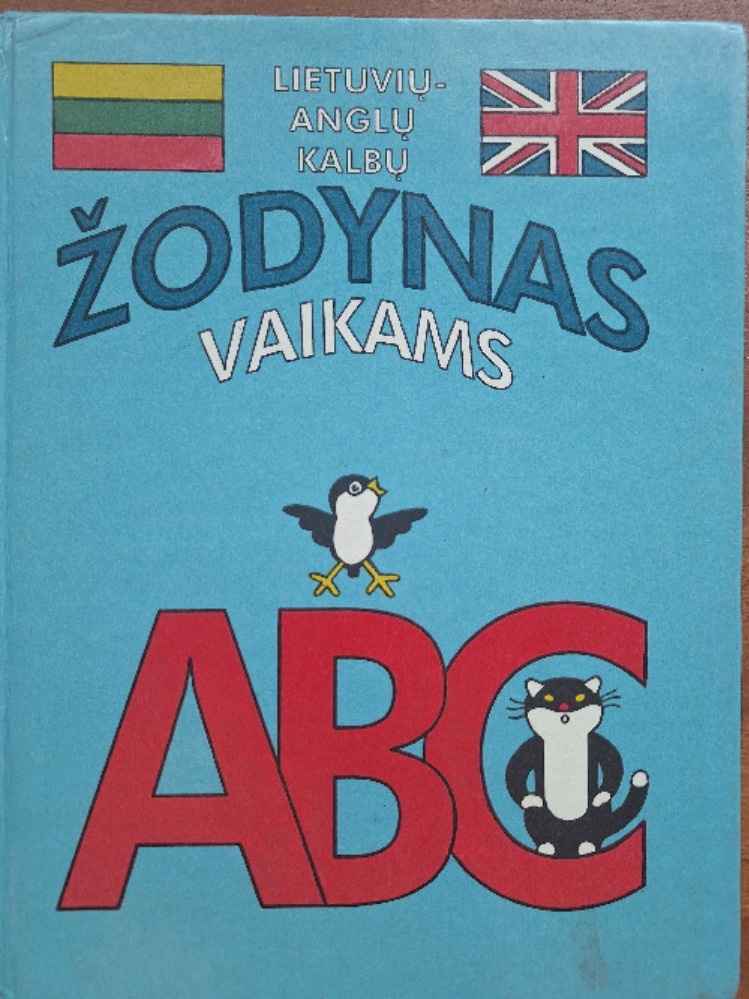 LIETUVIŲ-
ANGLŲ
KALBŲ
ŽODYNAS
VAIKAMS
ABC